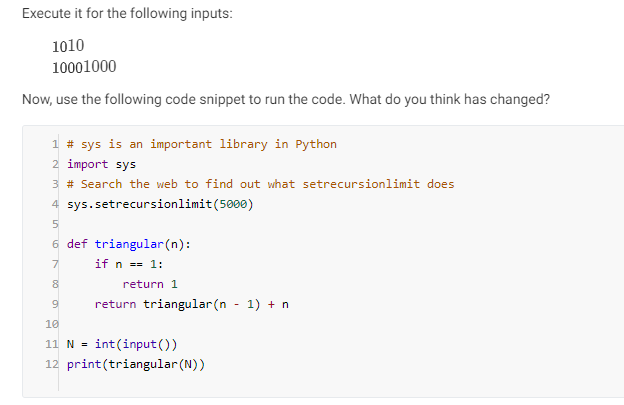 Execute it for the following inputs:
1010
10001000
Now, use the following code snippet to run the code. What do you think has changed?
1 # sys is an important library in Python
2 import sys
3 # Search the web to find out what setrecursionlimit does
4 sys.setrecursionlimit(5000)
5
6 def triangular(n):
7 if n == 1:
8 return 1
9 return triangular(n - 1) + n
10
11 N = int(input())
12 print(triangular(N))